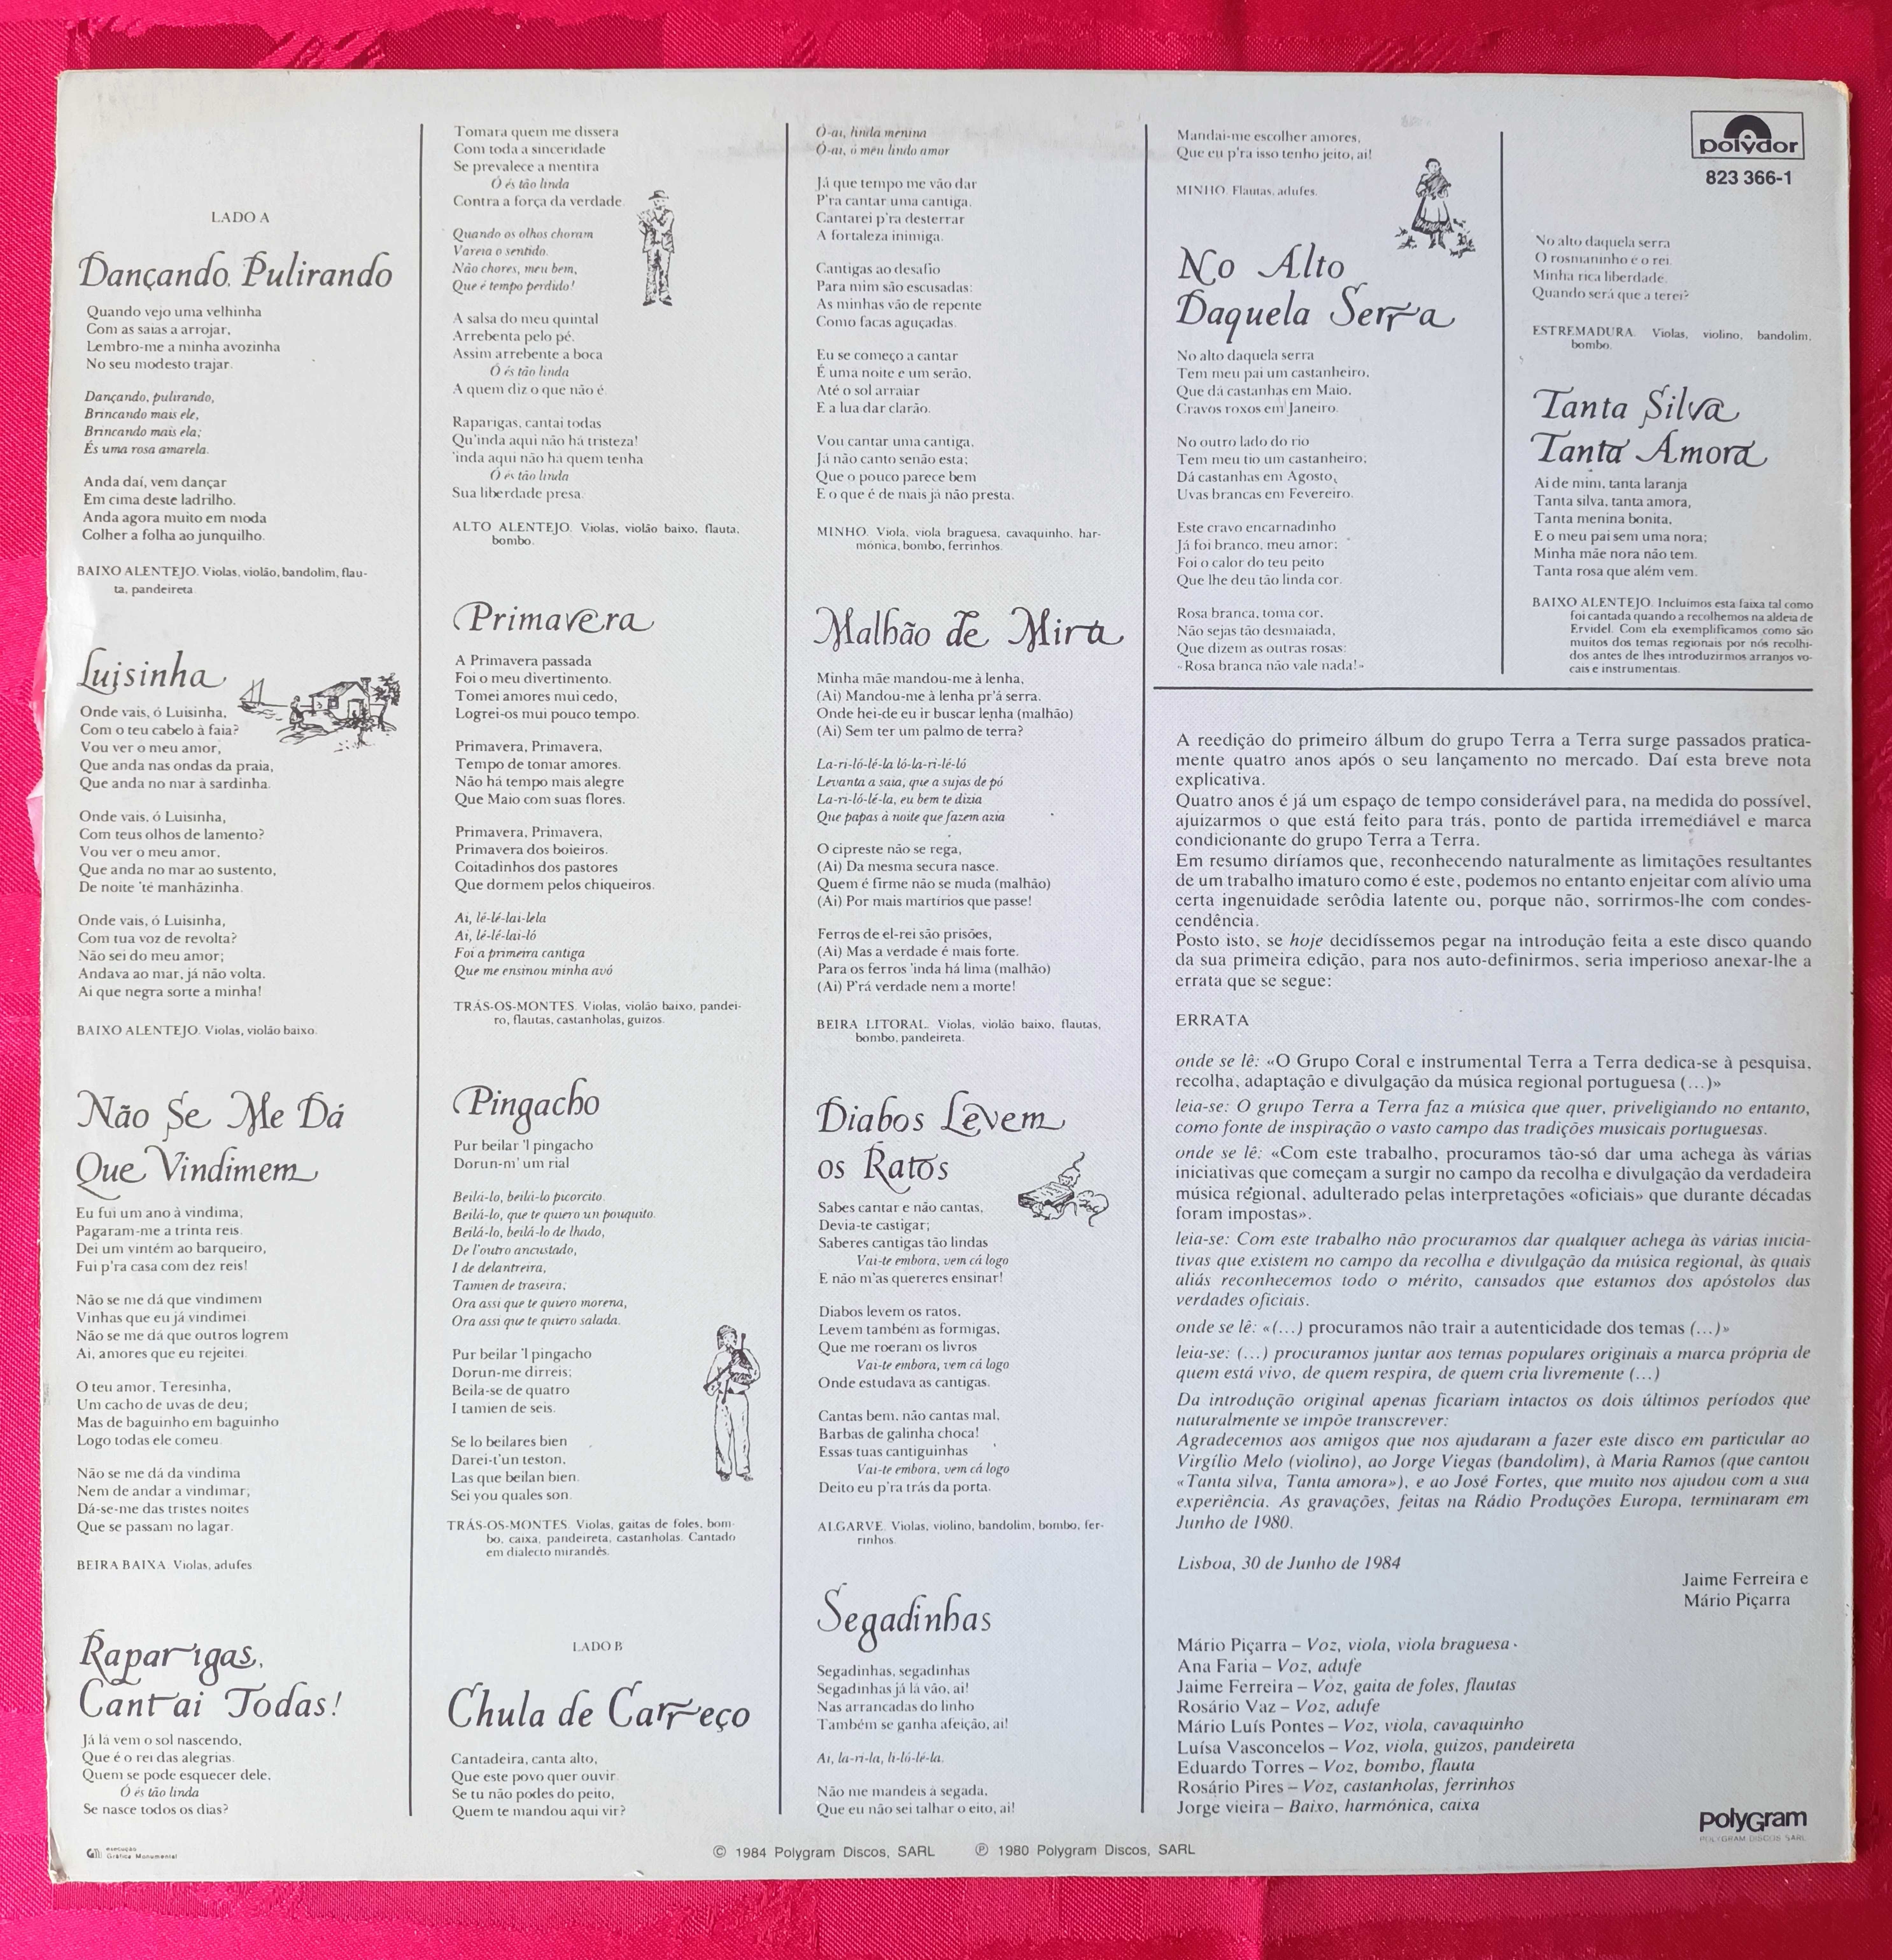 LADO A
Dançando, Pulirando
Quando vejo uma velhinha
Com as saias a arrojar,
Lembro-me a minha avozinha
No seu modesto trajar.
Dançando, pulirando,
Brincando mais ele,
Brincando mais ela;
És uma rosa amarela.
Anda daí, vem dançar
Em cima deste ladrilho.
Anda agora muito em moda
Colher a folha ao junquilho.
BAIXO ALENTEJO. Violas, violão, bandolim, flau-
ta, pandeireta
Luisinha
Onde vais, ó Luisinha,
Com o teu cabelo à faia?
Vou ver o meu amor,
Que anda nas ondas da praia,
Que anda no mar à sardinha.
Onde vais, ó Luisinha,
Com teus olhos de lamento?
Vou ver o meu amor,
Que anda no mar ao sustento,
De noite 'té manhãzinha.
Onde vais, ó Luisinha,
Com tua voz de revolta?
Não sei do meu amor;
Andava ao mar, já não volta.
Ai que negra sorte a minha!
BAIXO ALENTEJO. Violas, violão baixo.
Não Se Me Dá
Que Vindimem
Eu fui um ano à vindima,
Pagaram-me a trinta reis.
Dei um vintém ao barqueiro,
Fui p'ra casa com dez reis!
Não se me dá que vindimem
Vinhas que eu já vindimei.
Não se me dá que outros logrem
Ai, amores que eu rejeitei.
O teu amor, Teresinha,
Um cacho de uvas de deu;
Mas de baguinho em baguinho
Logo todas ele comeu.
Não se me dá da vindima
Nem de andar a vindimar;
Dá-se-me das tristes noites
Que se passam no lagar.
BEIRA BAIXA. Violas, adufes
Raparigas,
Cantai Todas!
Já lá vem o sol nascendo,
Que é o rei das alegrias.
Quem se pode esquecer dele,
Ó és tão linda
Se nasce todos os dias?
Tomara quem me dissera
Com toda a sinceridade
Se prevalece a mentira
Ó és tão linda
Contra a força da verdade.
Quando os olhos choram
Vareia o sentido.
Não chores, meu bem,
Que é tempo perdido!
A salsa do meu quintal
Arrebenta pelo pé.
Assim arrebente a boca
Ó és tão linda
A quem diz o que não é.
Raparigas, cantai todas
Qu'inda aqui não há tristeza!
'inda aqui não há quem tenha
Ó és tão linda
Sua liberdade presa.
ALTO ALENTEJO. Violas, violão baixo, flauta,
bombo.
Primavera
A Primavera passada
Foi o meu divertimento.
Tomei amores mui cedo,
Logrei-os mui pouco tempo.
Primavera, Primavera,
Tempo de tomar amores.
Não há tempo mais alegre
Que Maio com suas flores.
Primavera, Primavera,
Primavera dos boieiros.
Coitadinhos dos pastores
Que dormem pelos chiqueiros.
Ai, lé-lé-lai-lela
Ai, lé-lé-lai-ló
Foi a primeira cantiga
Que me ensinou minha avó
TRÁS-OS-MONTES. Violas, violão baixo, pandei-
ro, flautas, castanholas, guizos.
Pingacho
Pur beilar 'l pingacho
Dorun-m' um rial
Beilá-lo, beilá-lo picorcito.
Beilá-lo, que te quiero un pouquito.
Beilá-lo, beilá-lo de lhado,
De l'outro ancustado,
I de delantreira,
Tamien de traseira;
Ora assi que te quiero morena,
Ora assi que te quiero salada.
Pur beilar 'l pingacho
Dorun-me dirreis;
Beila-se de quatro
I tamien de seis.
Se lo beilares bien
Darei-t'un teston,
Las que beilan bien.
Sei you quales son.
TRÁS-OS-MONTES. Violas, gaitas de foles, bom-
bo, caixa, pandeireta, castanholas. Cantado
em dialecto mirandês.
LADO B
Chula de Carreço
Cantadeira, canta alto,
Que este povo quer ouvir.
Se tu não podes do peito,
Quem te mandou aqui vir?
Ó-ai, linda menina
Ó-ai, ó meu lindo amor
Já que tempo me vão dar
P'ra cantar uma cantiga.
Cantarei p'ra desterrar
A fortaleza inimiga.
Cantigas ao desafio
Para mim são escusadas:
As minhas vão de repente
Como facas aguçadas.
Eu se começo a cantar
É uma noite e um serão,
Até o sol arraiar
E a lua dar clarão.
Vou cantar uma cantiga,
Já não canto senão esta;
Que o pouco parece bem
E o que é de mais já não presta.
MINHO. Viola, viola braguesa, cavaquinho, har-
mónica, bombo, ferrinhos.
Malhão de Mira
Minha mãe mandou-me à lenha,
(Ai) Mandou-me à lenha pr'á serra.
Onde hei-de eu ir buscar lenha (malhão)
(Ai) Sem ter um palmo de terra?
La-ri-ló-lé-la ló-la-ri-lé-ló
Levanta a saia, que a sujas de pó
La-ri-ló-lé-la, eu bem te dizia
Que papas à noite que fazem azia
O cipreste não se rega,
(Ai) Da mesma secura nasce.
Quem é firme não se muda (malhão)
(Ai) Por mais martírios que passe!
Ferros de el-rei são prisões,
(Ai) Mas a verdade é mais forte.
Para os ferros 'inda há lima (malhão)
(Ai) P'rá verdade nem a morte!
BEIRA LITORAL. Violas, violão baixo, flautas,
bombo, pandeireta.
Diabos Levem
os Ratos
Sabes cantar e não cantas,
Devia-te castigar;
Saberes cantigas tão lindas
Vai-te embora, vem cá logo
E não m'as quereres ensinar!
Diabos levem os ratos,
Levem também as formigas,
Que me roeram os livros
Vai-te embora, vem cá logo
Onde estudava as cantigas.
Cantas bem, não cantas mal,
Barbas de galinha choca!
Essas tuas cantiguinhas
Vai-te embora, vem cá logo
Deito eu p'ra trás da porta.
ALGARVE. Violas, violino, bandolim, bombo, fer-
rinhos.
Segadinhas
Segadinhas, segadinhas
Segadinhas já lá vão, ai!
Nas arrancadas do linho
Também se ganha afeição, ai!
Ai, la-ri-la, li-ló-lé-la.
Não me mandeis à segada,
Que eu não sei talhar o eito, ai!
Mandai-me escolher amores,
Que eu p'ra isso tenho jeito, ai!
MINHO. Flautas, adufes.
No Alto
Daquela Serra
No alto daquela serra
Tem meu pai um castanheiro,
Que dá castanhas em Maio,
Cravos roxos em Janeiro.
No outro lado do rio
Tem meu tio um castanheiro;
Dá castanhas em Agosto,
Uvas brancas em Fevereiro.
Este cravo encarnadinho
Já foi branco, meu amor;
Foi o calor do teu peito
Que lhe deu tão linda cor.
Rosa branca, toma cor,
Não sejas tão desmaiada,
Que dizem as outras rosas:
«Rosa branca não vale nada!»
polydor
823 366-1
No alto daquela serra
O rosmaninho é o rei.
Minha rica liberdade,
Quando será que a terei?
ESTREMADURA. Violas, violino, bandolim,
bombo.
Tanta Silva
Tanta Amora
Ai de mim, tanta laranja
Tanta silva, tanta amora,
Tanta menina bonita,
E o meu pai sem uma nora;
Minha mãe nora não tem.
Tanta rosa que além vem.
BAIXO ALENTEJO. Incluimos esta faixa tal como
foi cantada quando a recolhemos na aldeia de
Ervidel. Com ela exemplificamos como são
muitos dos temas regionais por nós recolhi-
dos antes de lhes introduzirmos arranjos vo-
cais e instrumentais.
A reedição do primeiro álbum do grupo Terra a Terra surge passados pratica-
mente quatro anos após o seu lançamento no mercado. Daí esta breve nota
explicativa.
Quatro anos é já um espaço de tempo considerável para, na medida do possível,
ajuizarmos o que está feito para trás, ponto de partida irremediável e marca
condicionante do grupo Terra a Terra.
Em resumo diríamos que, reconhecendo naturalmente as limitações resultantes
de um trabalho imaturo como é este, podemos no entanto enjeitar com alívio uma
certa ingenuidade serôdia latente ou, porque não, sorrirmos-lhe com condes-
cendência.
Posto isto, se hoje decidíssemos pegar na introdução feita a este disco quando
da sua primeira edição, para nos auto-definirmos, seria imperioso anexar-lhe a
errata que se segue:
ERRATA
onde se lê: «O Grupo Coral e instrumental Terra a Terra dedica-se à pesquisa,
recolha, adaptação e divulgação da música regional portuguesa (...)»
leia-se: O grupo Terra a Terra faz a música que quer, priveligiando no entanto,
como fonte de inspiração o vasto campo das tradições musicais portuguesas.
onde se lê: «Com este trabalho, procuramos tão-só dar uma achega às várias
iniciativas que começam a surgir no campo da recolha e divulgação da verdadeira
música regional, adulterado pelas interpretações «oficiais» que durante décadas
foram impostas».
leia-se: Com este trabalho não procuramos dar qualquer achega às várias inicia-
tivas que existem no campo da recolha e divulgação da música regional, às quais
aliás reconhecemos todo o mérito, cansados que estamos dos apóstolos das
verdades oficiais.
onde se lê: «(...) procuramos não trair a autenticidade dos temas (...)»
leia-se: (...) procuramos juntar aos temas populares originais a marca própria de
quem está vivo, de quem respira, de quem cria livremente (...)
Da introdução original apenas ficariam intactos os dois últimos períodos que
naturalmente se impõe transcrever:
Agradecemos aos amigos que nos ajudaram a fazer este disco em particular ao
Virgílio Melo (violino), ao Jorge Viegas (bandolim), à Maria Ramos (que cantou
«Tanta silva, Tanta amora»), e ao José Fortes, que muito nos ajudou com a sua
experiência. As gravações, feitas na Rádio Produções Europa, terminaram em
Junho de 1980.
Lisboa, 30 de Junho de 1984
Jaime Ferreira e
Mário Piçarra
Mário Piçarra – Voz, viola, viola braguesa
Ana Faria – Voz, adufe
Jaime Ferreira – Voz, gaita de foles, flautas
Rosário Vaz – Voz, adufe
Mário Luís Pontes – Voz, viola, cavaquinho
Luísa Vasconcelos – Voz, viola, guizos, pandeireta
Eduardo Torres – Voz, bombo, flauta
Rosário Pires – Voz, castanholas, ferrinhos
Jorge vieira – Baixo, harmónica, caixa
polyGram
POLYGRAM DISCOS SARL
execução
Gráfica Monumental
© 1984 Polygram Discos, SARL ℗ 1980 Polygram Discos, SARL